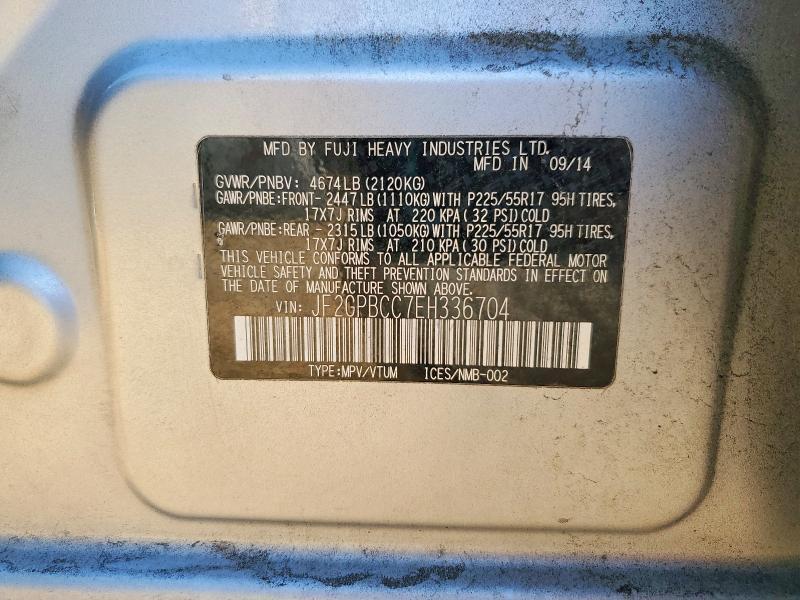 MFD BY FUJI HEAVY INDUSTRIES LTD.
MFD IN 09/14
GVWR/PNBV: 4674LB(2120KG)
GAWR/PNBE:FRONT- 2447LB(1110KG)WITH P225/55R17 95H TIRES,
17X7J RIMS AT 220 KPA(32 PSI)COLD
GAWR/PNBE:REAR - 2315LB(1050KG)WITH P225/55R17 95H TIRES,
17X7J RIMS AT 210 KPA(30 PSI)COLD
THIS VEHICLE CONFORMS TO ALL APPLICABLE FEDERAL MOTOR
VEHICLE SAFETY AND THEFT PREVENTION STANDARDS IN EFFECT ON
THE DATE OF MANUFACTURE SHOWN ABOVE.
VIN: JF2GPBCC7EH336704
TYPE:MPV/VTUM ICES/NMB-002